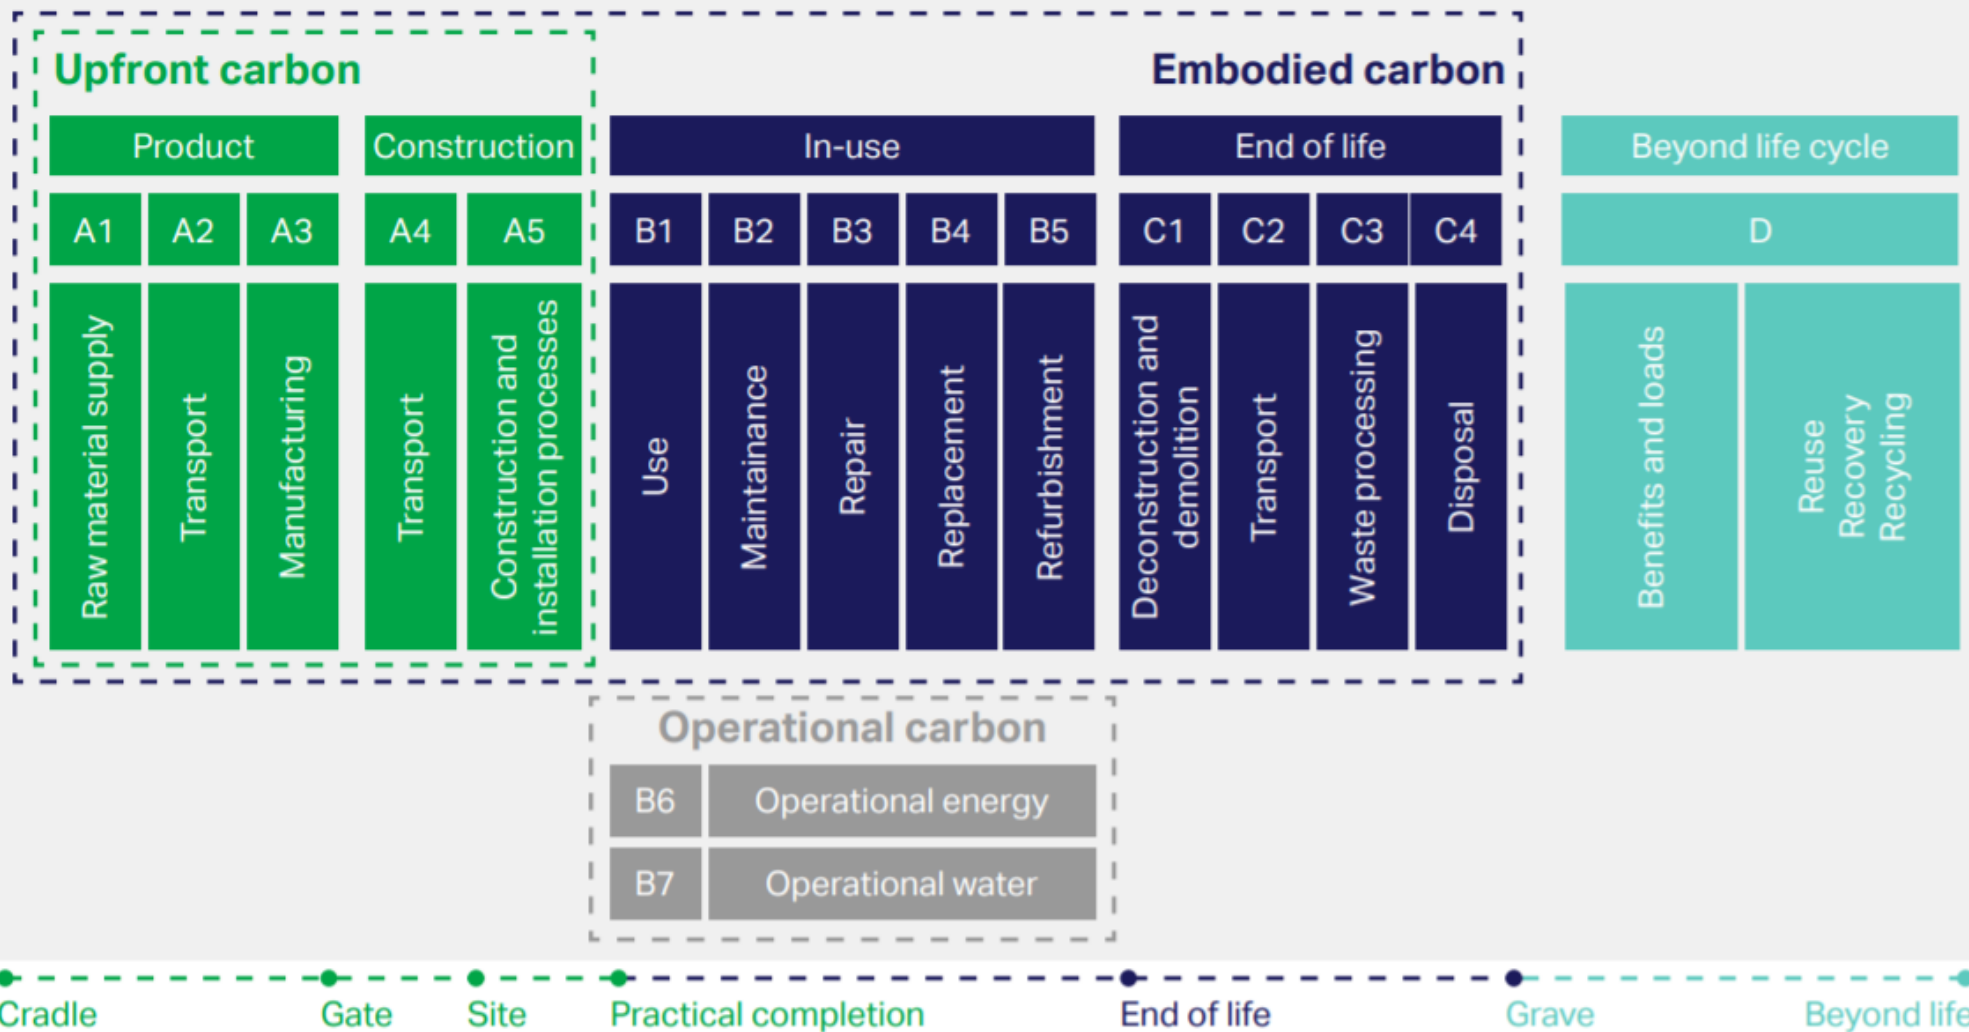 Upfront carbon
Embodied carbon
Product
Construction
In-use
End of life
Beyond life cycle
A1
A2
A3
A4
A5
B1
B2
B3
B4
B5
C1
C2
C3
C4
D
Raw material supply
Transport
Manufacturing
Transport
Construction and
installation processes
Use
Maintainance
Repair
Replacement
Refurbishment
Deconstruction and
demolition
Transport
Waste processing
Disposal
Benefits and loads
Reuse
Recovery
Recycling
Operational carbon
B6
Operational energy
B7
Operational water
Cradle
Gate
Site
Practical completion
End of life
Grave
Beyond life